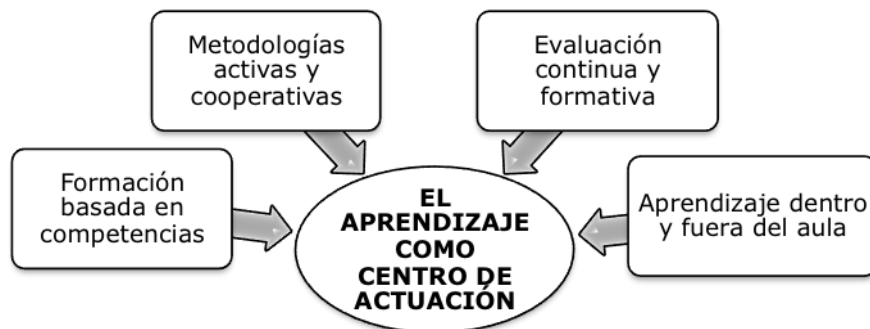 Metodologías
activas y
cooperativas
Evaluación
continua y
formativa
Formación
basada en
competencias
Aprendizaje dentro
y fuera del aula
EL
APRENDIZAJE
COMO
CENTRO DE
ACTUACIÓN